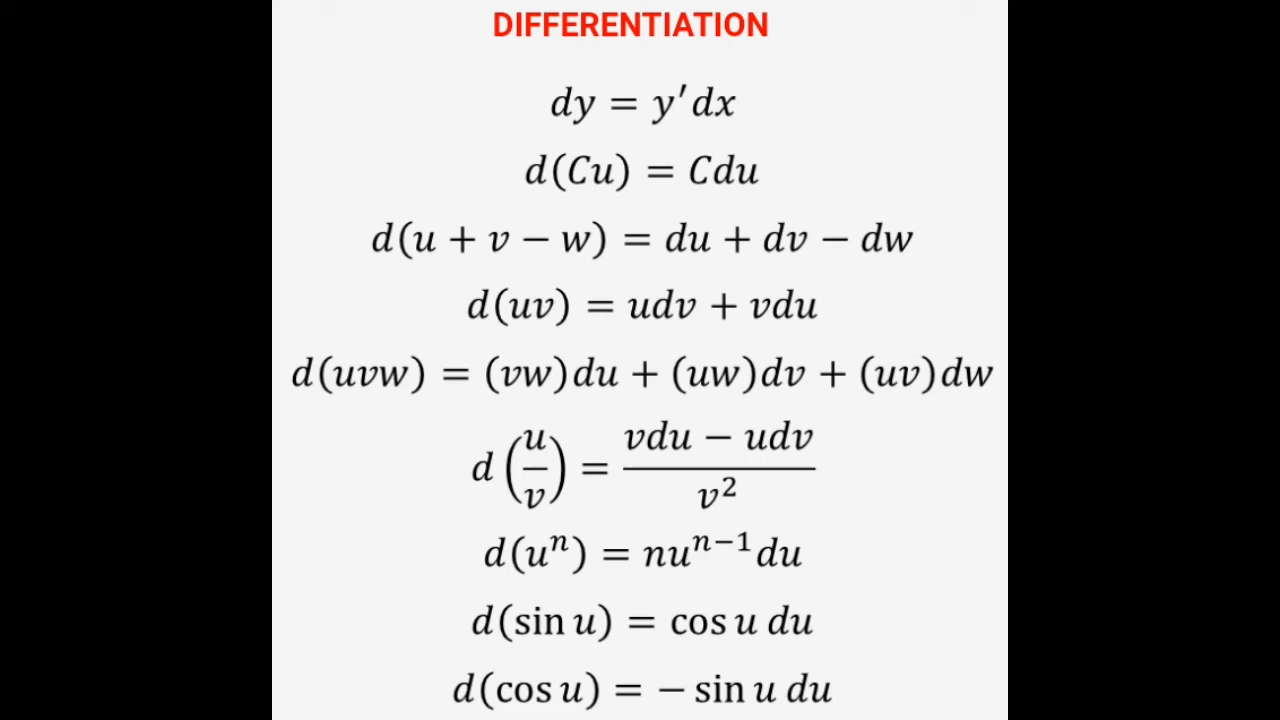 DIFFERENTIATION
dy = y′dx
d(Cu) = Cdu
d(u + v − w) = du + dv − dw
d(uv) = udv + vdu
d(uvw) = (vw)du + (uw)dv + (uv)dw
d(u/v) = (vdu − udv)/v²
d(uⁿ) = nuⁿ⁻¹du
d(sin u) = cos u du
d(cos u) = − sin u du